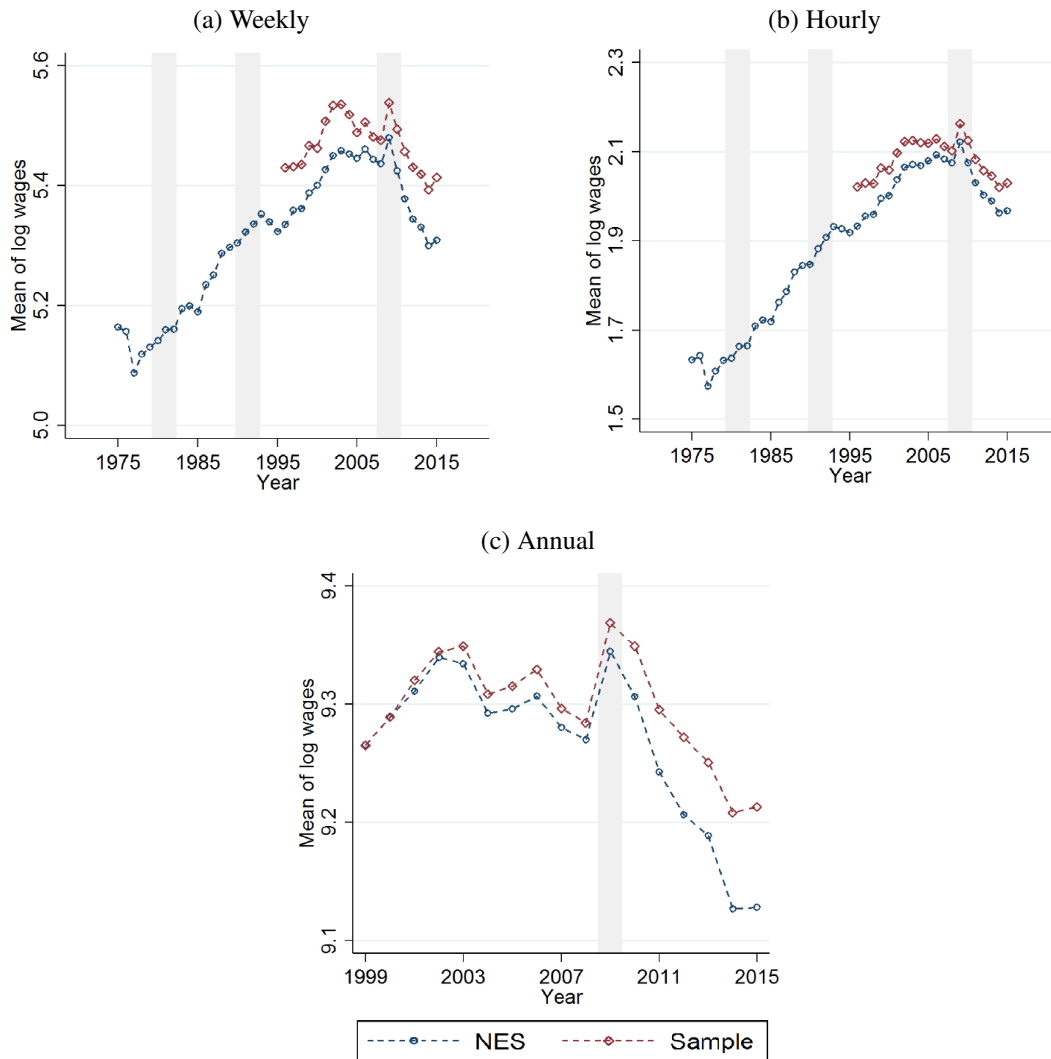 (a) Weekly
Mean of log wages
5.0 5.2 5.4 5.6
1975 1985 1995 2005 2015
Year
(b) Hourly
Mean of log wages
1.5 1.7 1.9 2.1 2.3
1975 1985 1995 2005 2015
Year
(c) Annual
Mean of log wages
9.1 9.2 9.3 9.4
1999 2003 2007 2011 2015
Year
NES Sample